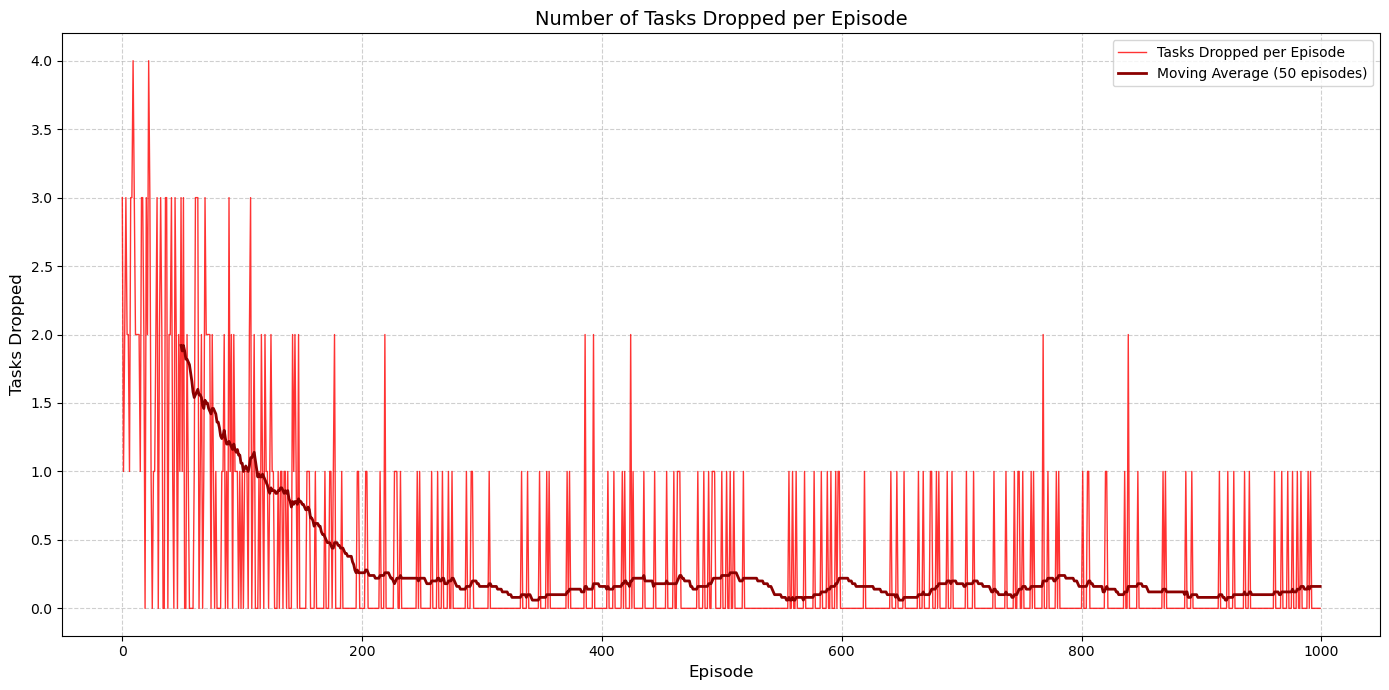 Number of Tasks Dropped per Episode
Tasks Dropped per Episode
Moving Average (50 episodes)
Tasks Dropped
4.0
3.5
3.0
2.5
2.0
1.5
1.0
0.5
0.0
0 200 400 600 800 1000
Episode